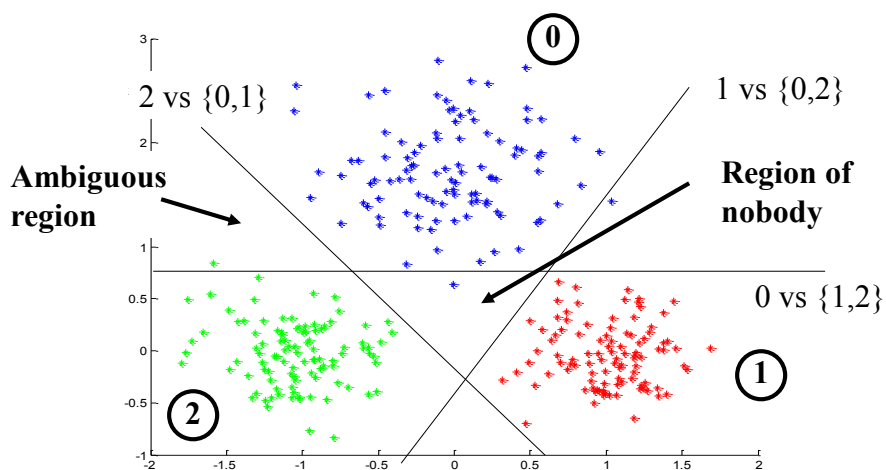 0
3
2 vs {0,1}
1 vs {0,2}
2
Ambiguous
region
Region of
nobody
1
0 vs {1,2}
0.5
0
2
1
-0.5
-1
-2 -1.5 -1 -0.5 0 0.5 1 1.5 2